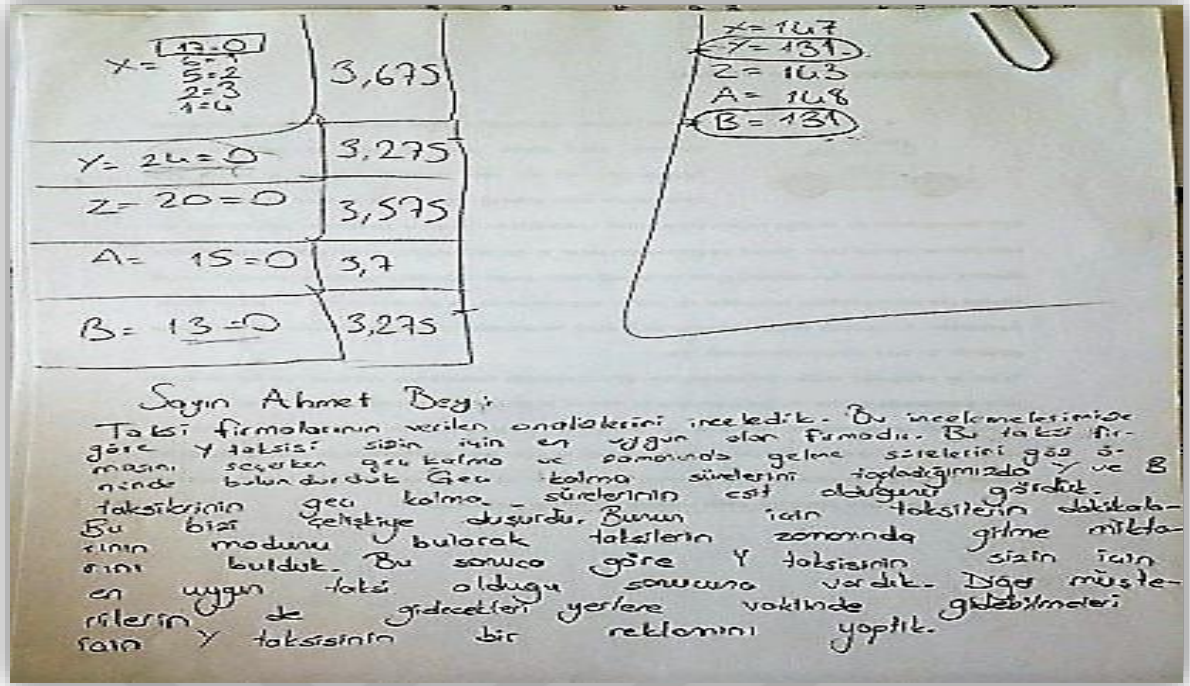 X= 17=0
5=1
5=2
2=3
1=4
3,675
Y= 24=0 3,275
Z= 20=0 3,575
A= 15=0 3,7
B= 13=0 3,275
X= 147
Y= 131
Z= 143
A= 148
B= 131
Sayın Ahmet Bey;
Taksi firmalarının verilen analizlerini inceledik. Bu incelemelerimize
göre Y taksisi sizin için en uygun olan firmadır. Bu taksi fir-
masını seçerken geç kalma ve zamanında gelme sürelerini göz ö-
nünde bulundurduk. Geç kalma sürelerini topladığımızda Y ve B
taksilerinin geç kalma sürelerinin eşit olduğunu gördük.
Bu bizi çelişkiye düşürdü. Bunun için taksilerin dakikala-
rının modunu bularak taksilerin zamanında gitme mikta-
rını bulduk. Bu sonuca göre Y taksisinin sizin için
en uygun taksi olduğu sonucuna vardık. Diğer müşte-
rilerin de gidecekleri yerlere vaktinde gidebilmeleri
için Y taksisinin bir reklamını yaptık.